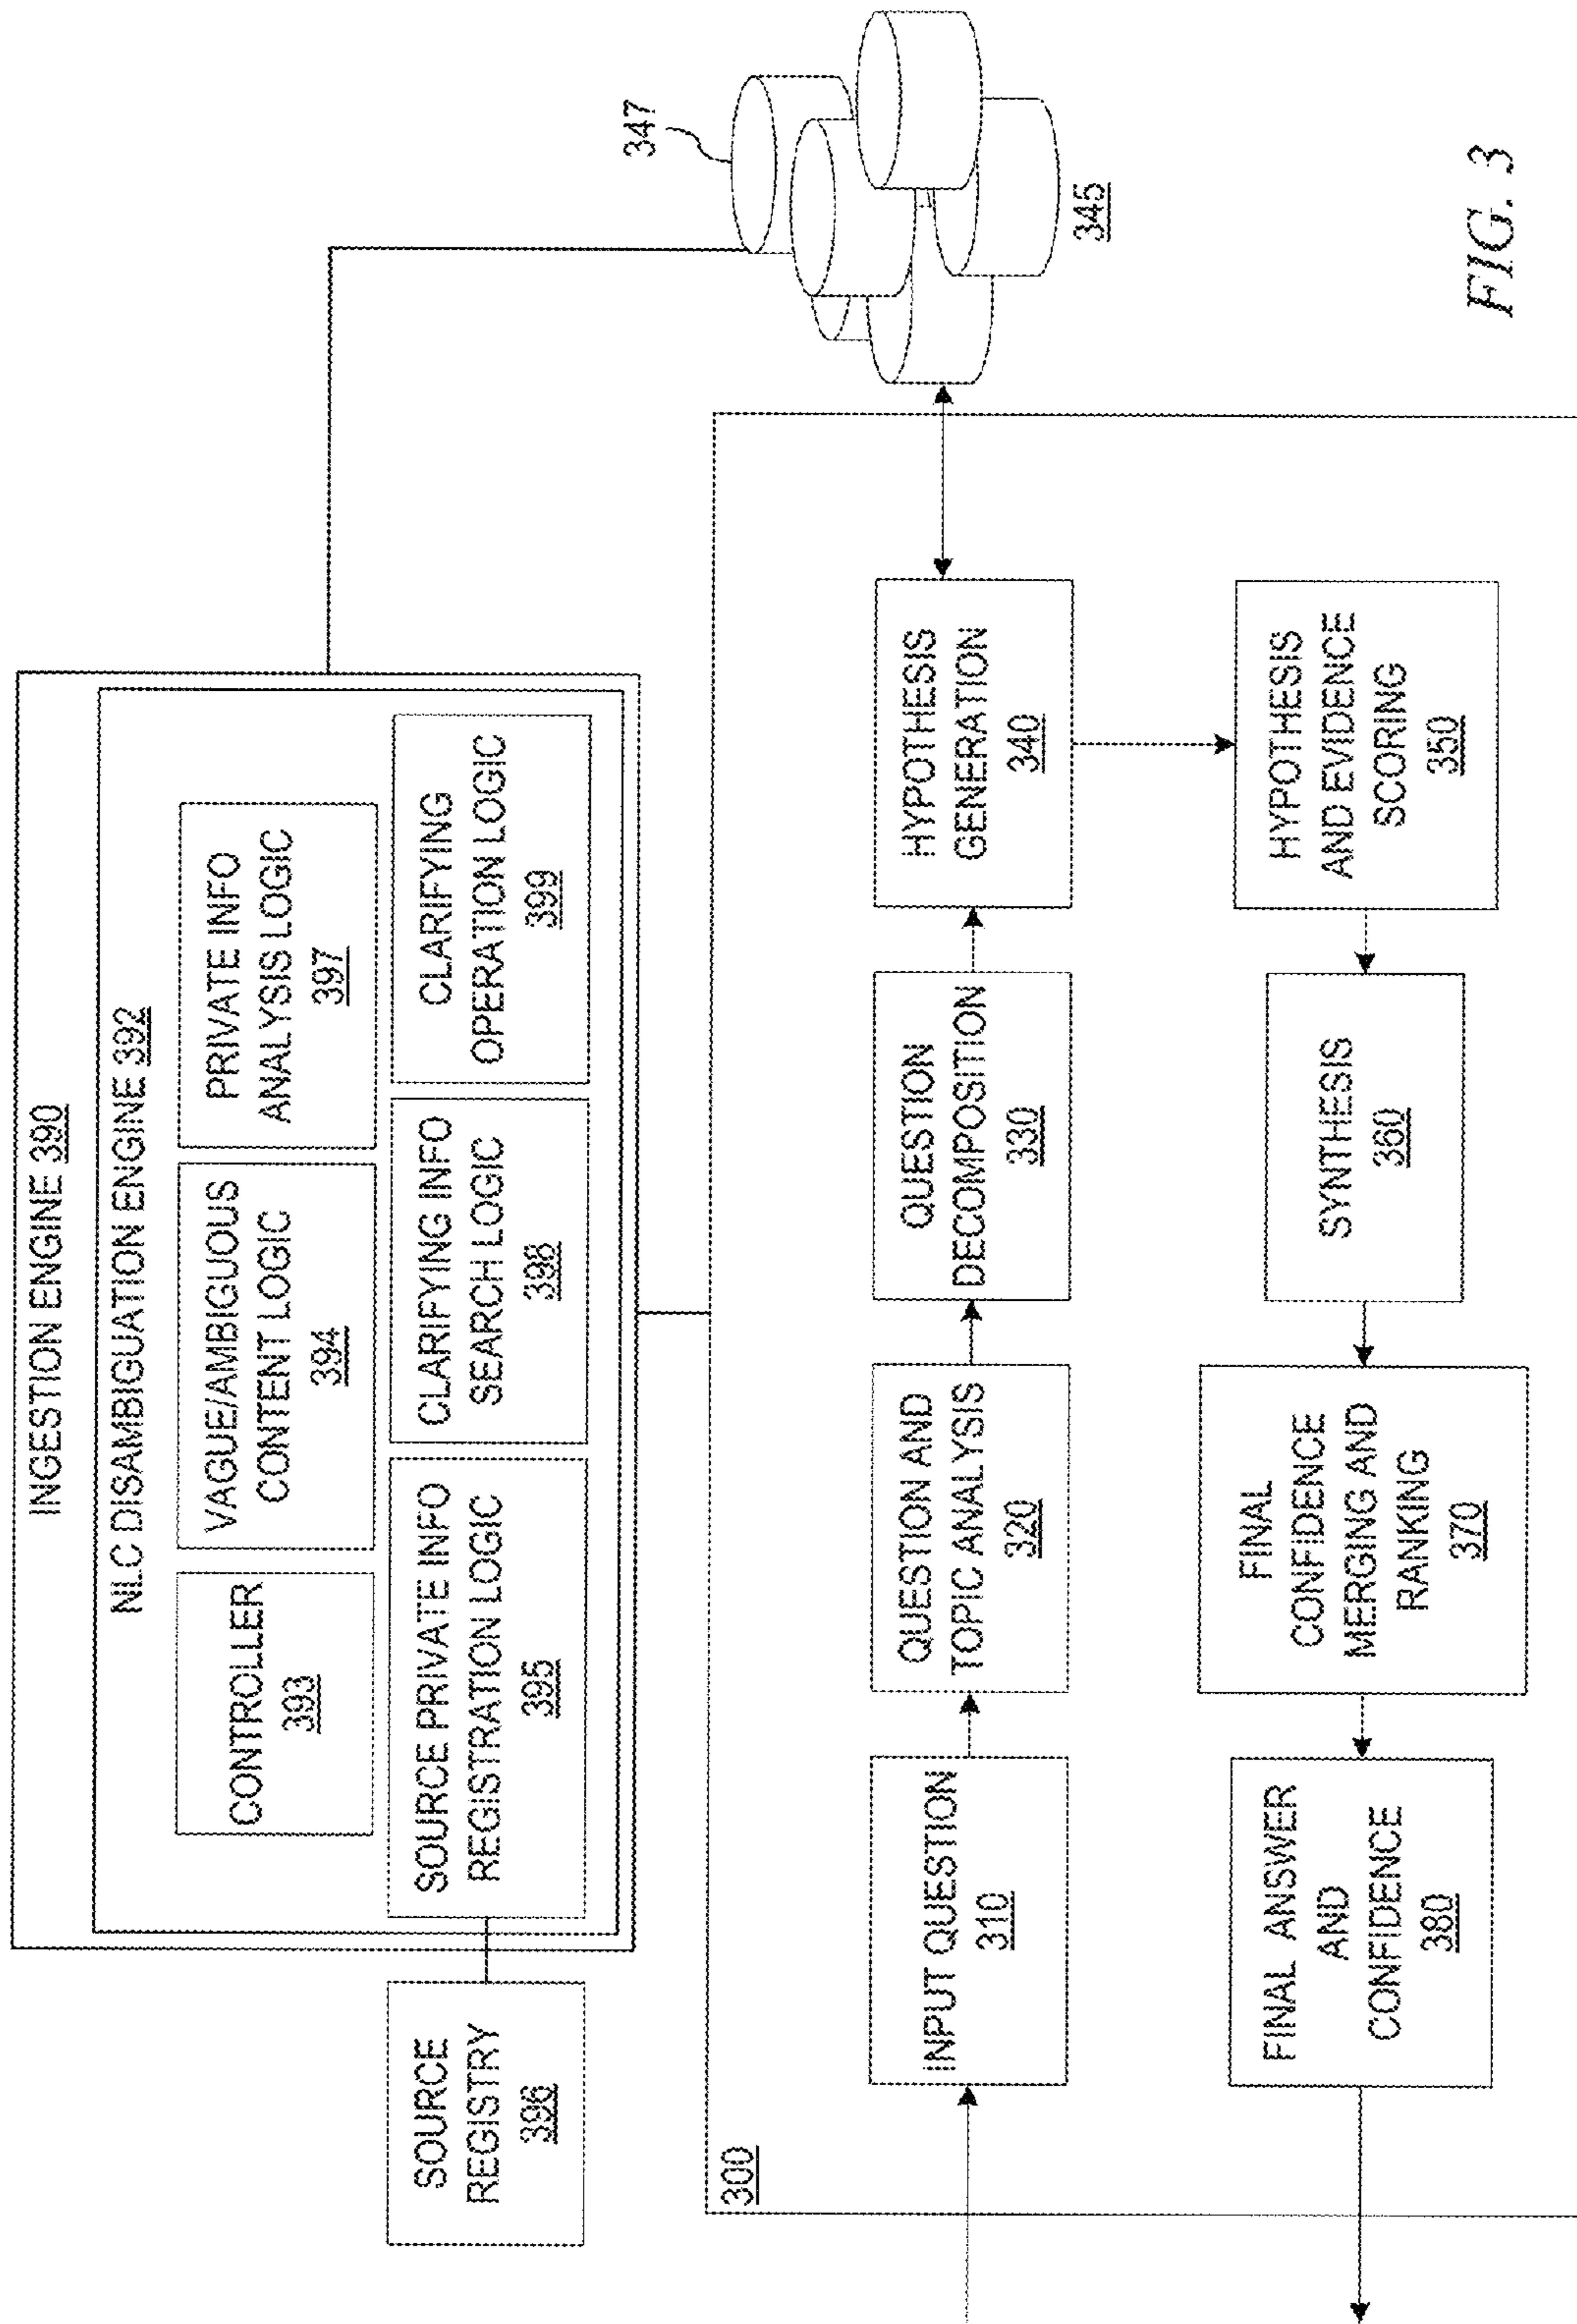 INGESTION ENGINE 390
NLC DISAMBIGUATION ENGINE 392
CONTROLLER
393
VAGUE/AMBIGUOUS
CONTENT LOGIC
394
PRIVATE INFO
ANALYSIS LOGIC
397
SOURCE
REGISTRY
396
SOURCE PRIVATE INFO
REGISTRATION LOGIC
395
CLARIFYING INFO
SEARCH LOGIC
398
CLARIFYING
OPERATION LOGIC
399
347
345
300
INPUT QUESTION
310
QUESTION AND
TOPIC ANALYSIS
320
QUESTION
DECOMPOSITION
330
HYPOTHESIS
GENERATION
340
FINAL ANSWER
AND
CONFIDENCE
380
FINAL
CONFIDENCE
MERGING AND
RANKING
370
SYNTHESIS
360
HYPOTHESIS
AND EVIDENCE
SCORING
350
FIG. 3